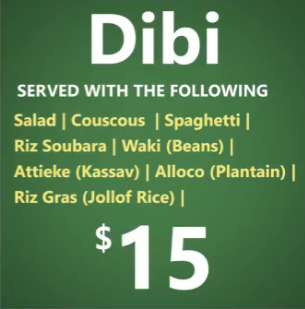 Dibi
SERVED WITH THE FOLLOWING
Salad | Couscous | Spaghetti |
Riz Soubara | Waki (Beans) |
Attieke (Kassav) | Alloco (Plantain) |
Riz Gras (Jollof Rice) |
$15